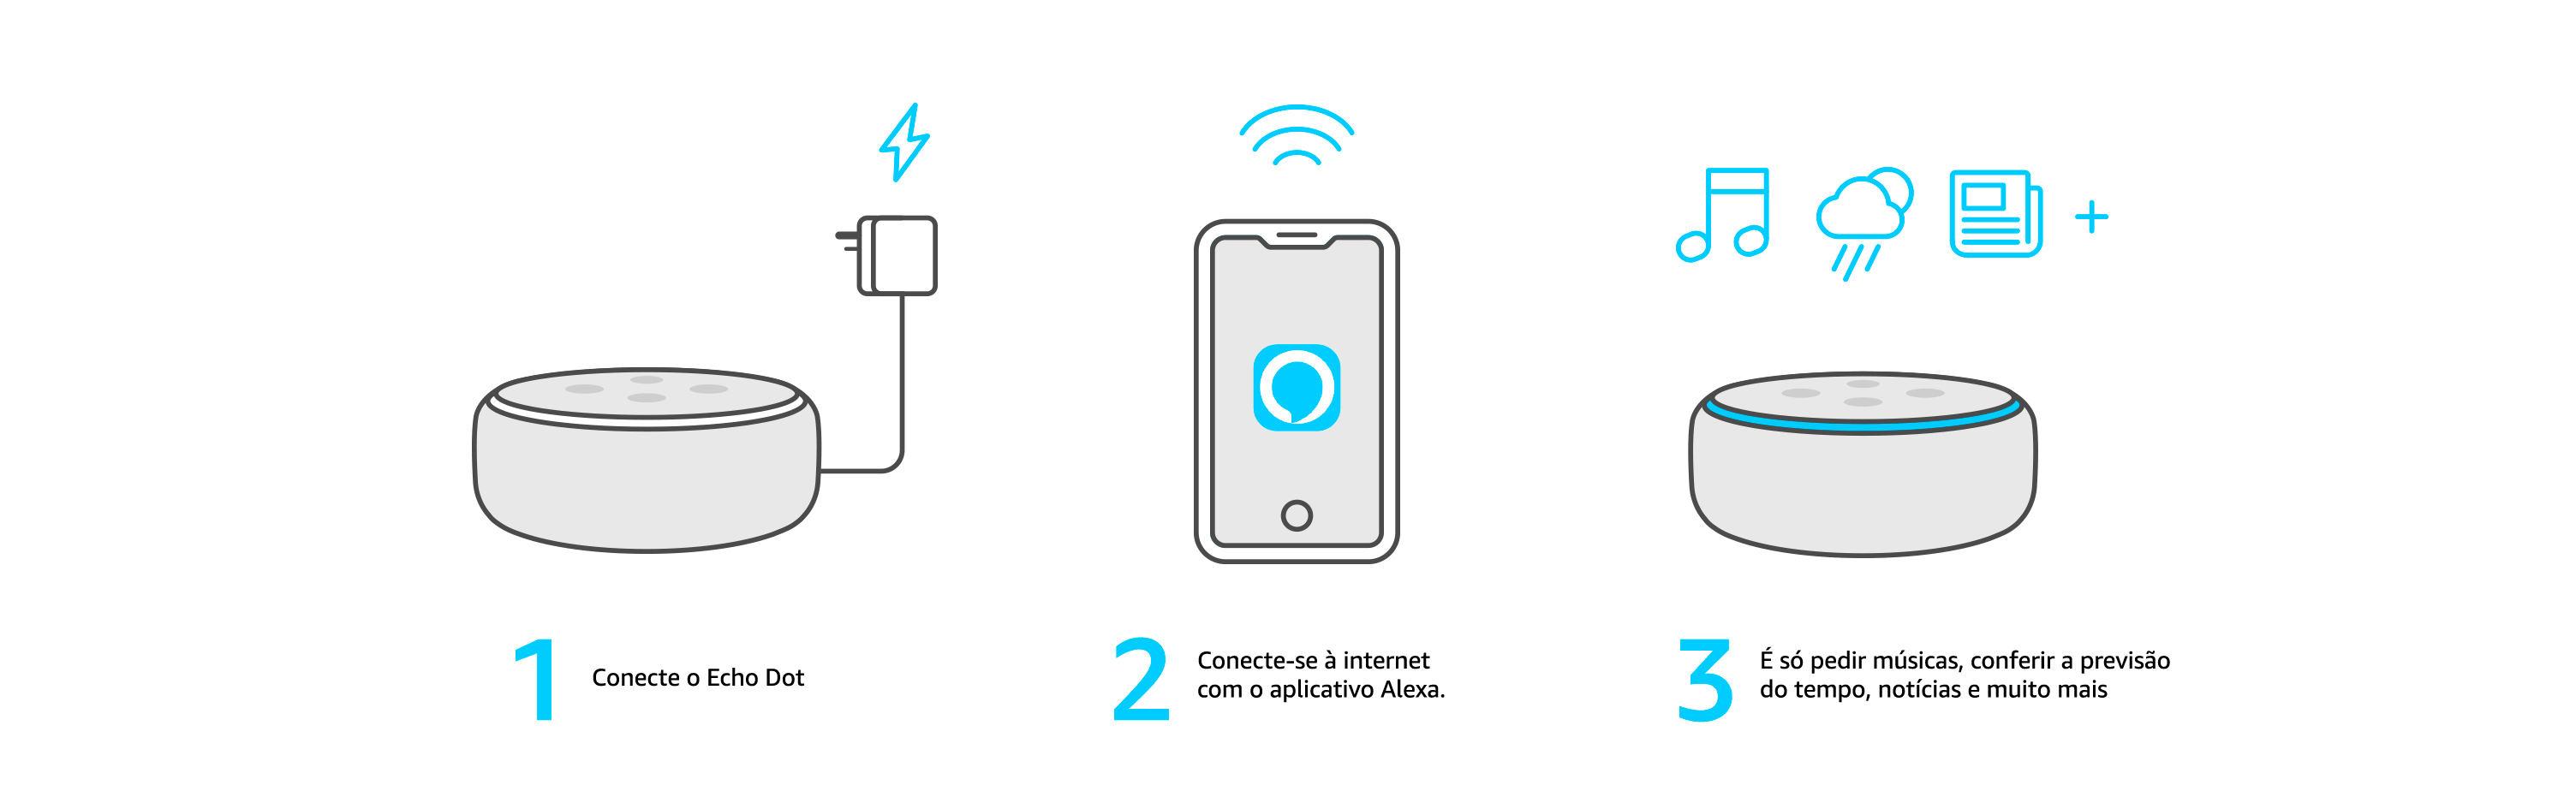 1
Conecte o Echo Dot
2
Conecte-se à internet
com o aplicativo Alexa.
3
É só pedir músicas, conferir a previsão
do tempo, notícias e muito mais